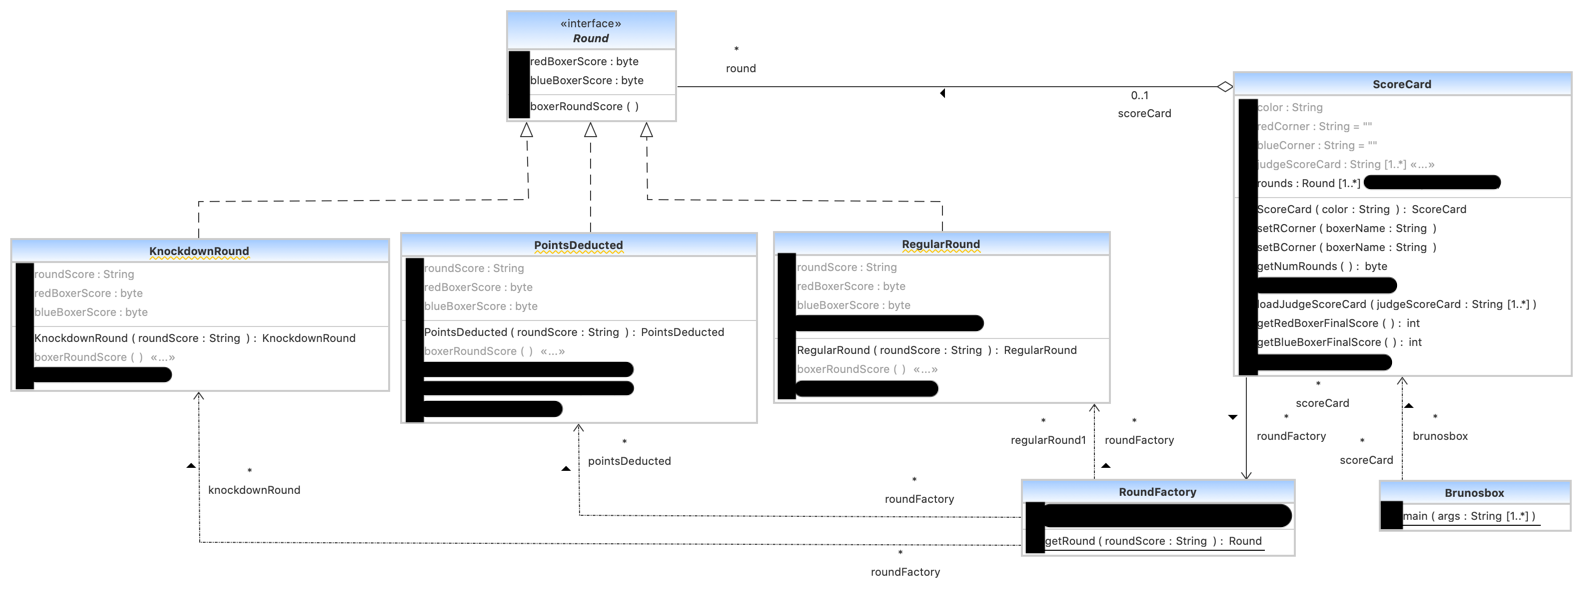 «interface»
Round
redBoxerScore : byte
blueBoxerScore : byte
boxerRoundScore ( )
*
round
0..1
scoreCard
ScoreCard
color : String
redCorner : String = ""
blueCorner : String = ""
judgeScoreCard : String [1..*] «...»
rounds : Round [1..*]
ScoreCard ( color : String ) : ScoreCard
setRCorner ( boxerName : String )
setBCorner ( boxerName : String )
getNumRounds ( ) : byte
loadJudgeScoreCard ( judgeScoreCard : String [1..*] )
getRedBoxerFinalScore ( ) : int
getBlueBoxerFinalScore ( ) : int
KnockdownRound
roundScore : String
redBoxerScore : byte
blueBoxerScore : byte
KnockdownRound ( roundScore : String ) : KnockdownRound
boxerRoundScore ( ) «...»
PointsDeducted
roundScore : String
redBoxerScore : byte
blueBoxerScore : byte
PointsDeducted ( roundScore : String ) : PointsDeducted
boxerRoundScore ( ) «...»
RegularRound
roundScore : String
redBoxerScore : byte
blueBoxerScore : byte
RegularRound ( roundScore : String ) : RegularRound
boxerRoundScore ( ) «...»
*
scoreCard
*
roundFactory
*
brunosbox
*
scoreCard
*
regularRound1
*
roundFactory
*
pointsDeducted
*
knockdownRound
*
roundFactory
*
roundFactory
RoundFactory
getRound ( roundScore : String ) : Round
Brunosbox
main ( args : String [1..*] )